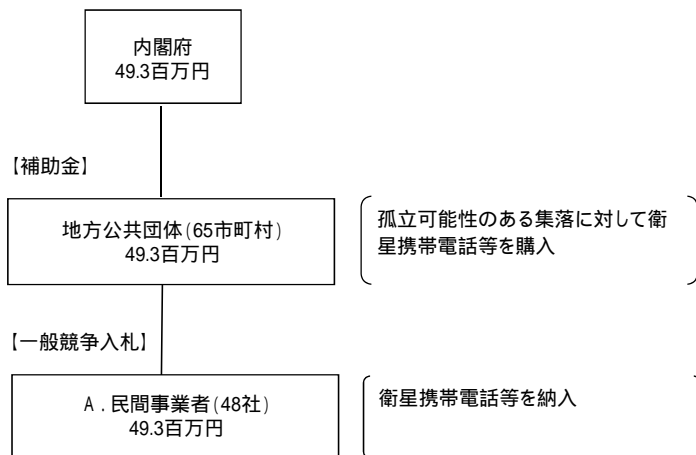 内閣府
49.3百万円
【補助金】
地方公共団体(65市町村)
49.3百万円
孤立可能性のある集落に対して衛
星携帯電話等を購入
【一般競争入札】
A．民間事業者(48社)
49.3百万円
衛星携帯電話等を納入